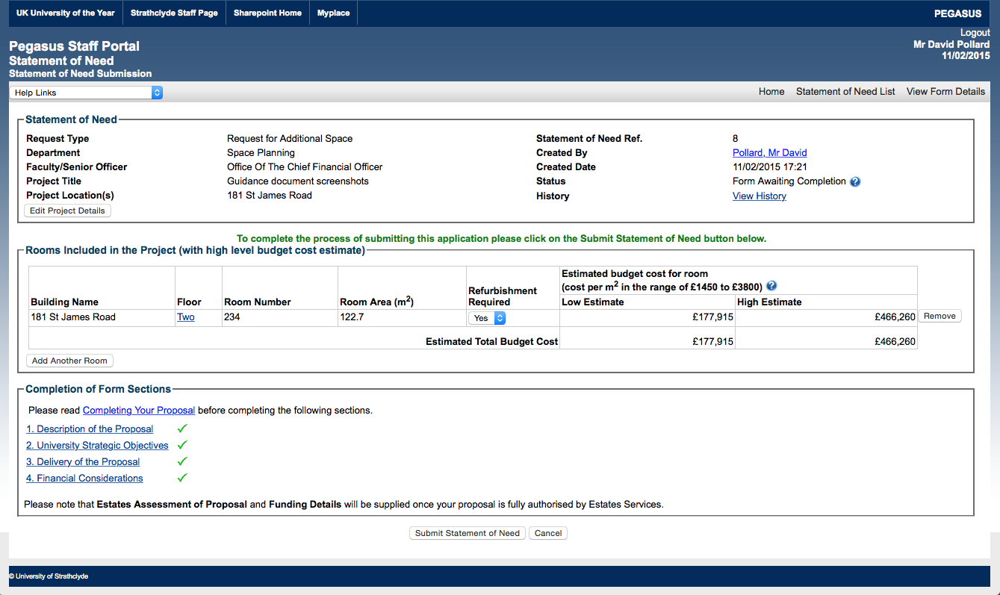 UK University of the Year Strathclyde Staff Page Sharepoint Home Myplace PEGASUS
Logout
Pegasus Staff Portal Mr David Pollard
Statement of Need 11/02/2015
Statement of Need Submission
Help Links Home Statement of Need List View Form Details
Statement of Need
Request Type Request for Additional Space Statement of Need Ref. 8
Department Space Planning Created By Pollard, Mr David
Faculty/Senior Officer Office Of The Chief Financial Officer Created Date 11/02/2015 17:21
Project Title Guidance document screenshots Status Form Awaiting Completion ?
Project Location(s) 181 St James Road History View History
Edit Project Details
To complete the process of submitting this application please click on the Submit Statement of Need button below.
Rooms Included in the Project (with high level budget cost estimate)
Estimated budget cost for room
(cost per m² in the range of £1450 to £3800) ?
Building Name Floor Room Number Room Area (m²) Refurbishment Required Low Estimate High Estimate
181 St James Road Two 234 122.7 Yes £177,915 £466,260 Remove
Estimated Total Budget Cost £177,915 £466,260
Add Another Room
Completion of Form Sections
Please read Completing Your Proposal before completing the following sections.
1. Description of the Proposal ✓
2. University Strategic Objectives ✓
3. Delivery of the Proposal ✓
4. Financial Considerations ✓
Please note that Estates Assessment of Proposal and Funding Details will be supplied once your proposal is fully authorised by Estates Services.
Submit Statement of Need Cancel
© University of Strathclyde